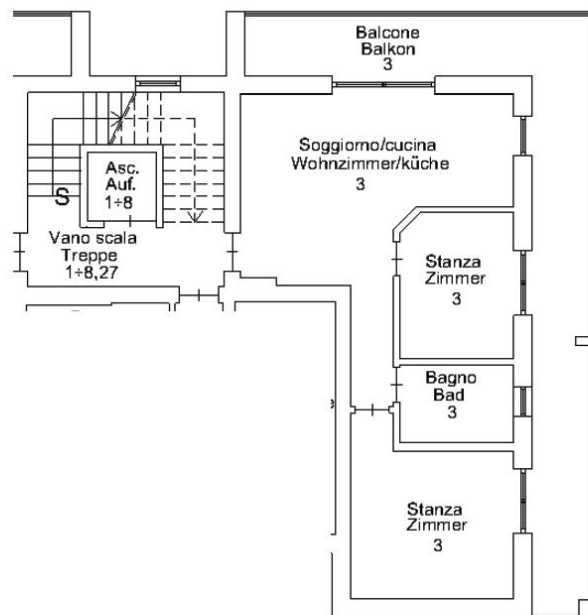 Balcone
Balkon
3
Soggiorno/cucina
Wohnzimmer/küche
3
Asc.
Auf.
1÷8
S
Vano scala
Treppe
1÷8,27
Stanza
Zimmer
3
Bagno
Bad
3
Stanza
Zimmer
3